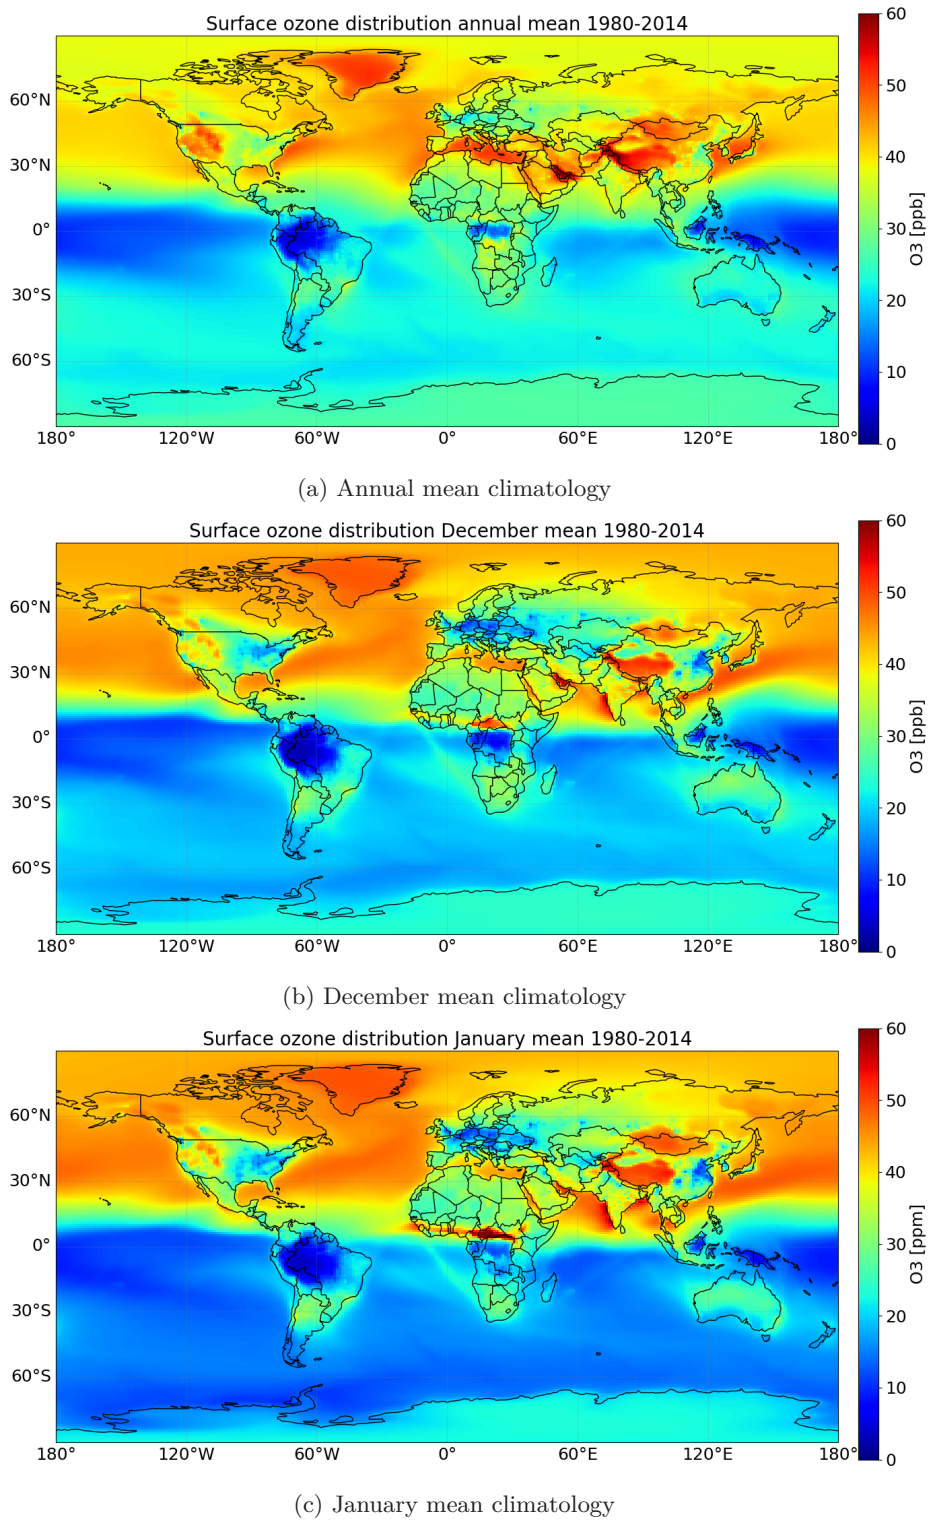 Surface ozone distribution annual mean 1980-2014
60
50
40
30
20
10
0
O3 [ppb]
60°N
30°N
0°
30°S
60°S
180° 120°W 60°W 0° 60°E 120°E 180°
(a) Annual mean climatology
Surface ozone distribution December mean 1980-2014
60
50
40
30
20
10
0
O3 [ppb]
60°N
30°N
0°
30°S
60°S
180° 120°W 60°W 0° 60°E 120°E 180°
(b) December mean climatology
Surface ozone distribution January mean 1980-2014
60
50
40
30
20
10
0
O3 [ppm]
60°N
30°N
0°
30°S
60°S
180° 120°W 60°W 0° 60°E 120°E 180°
(c) January mean climatology